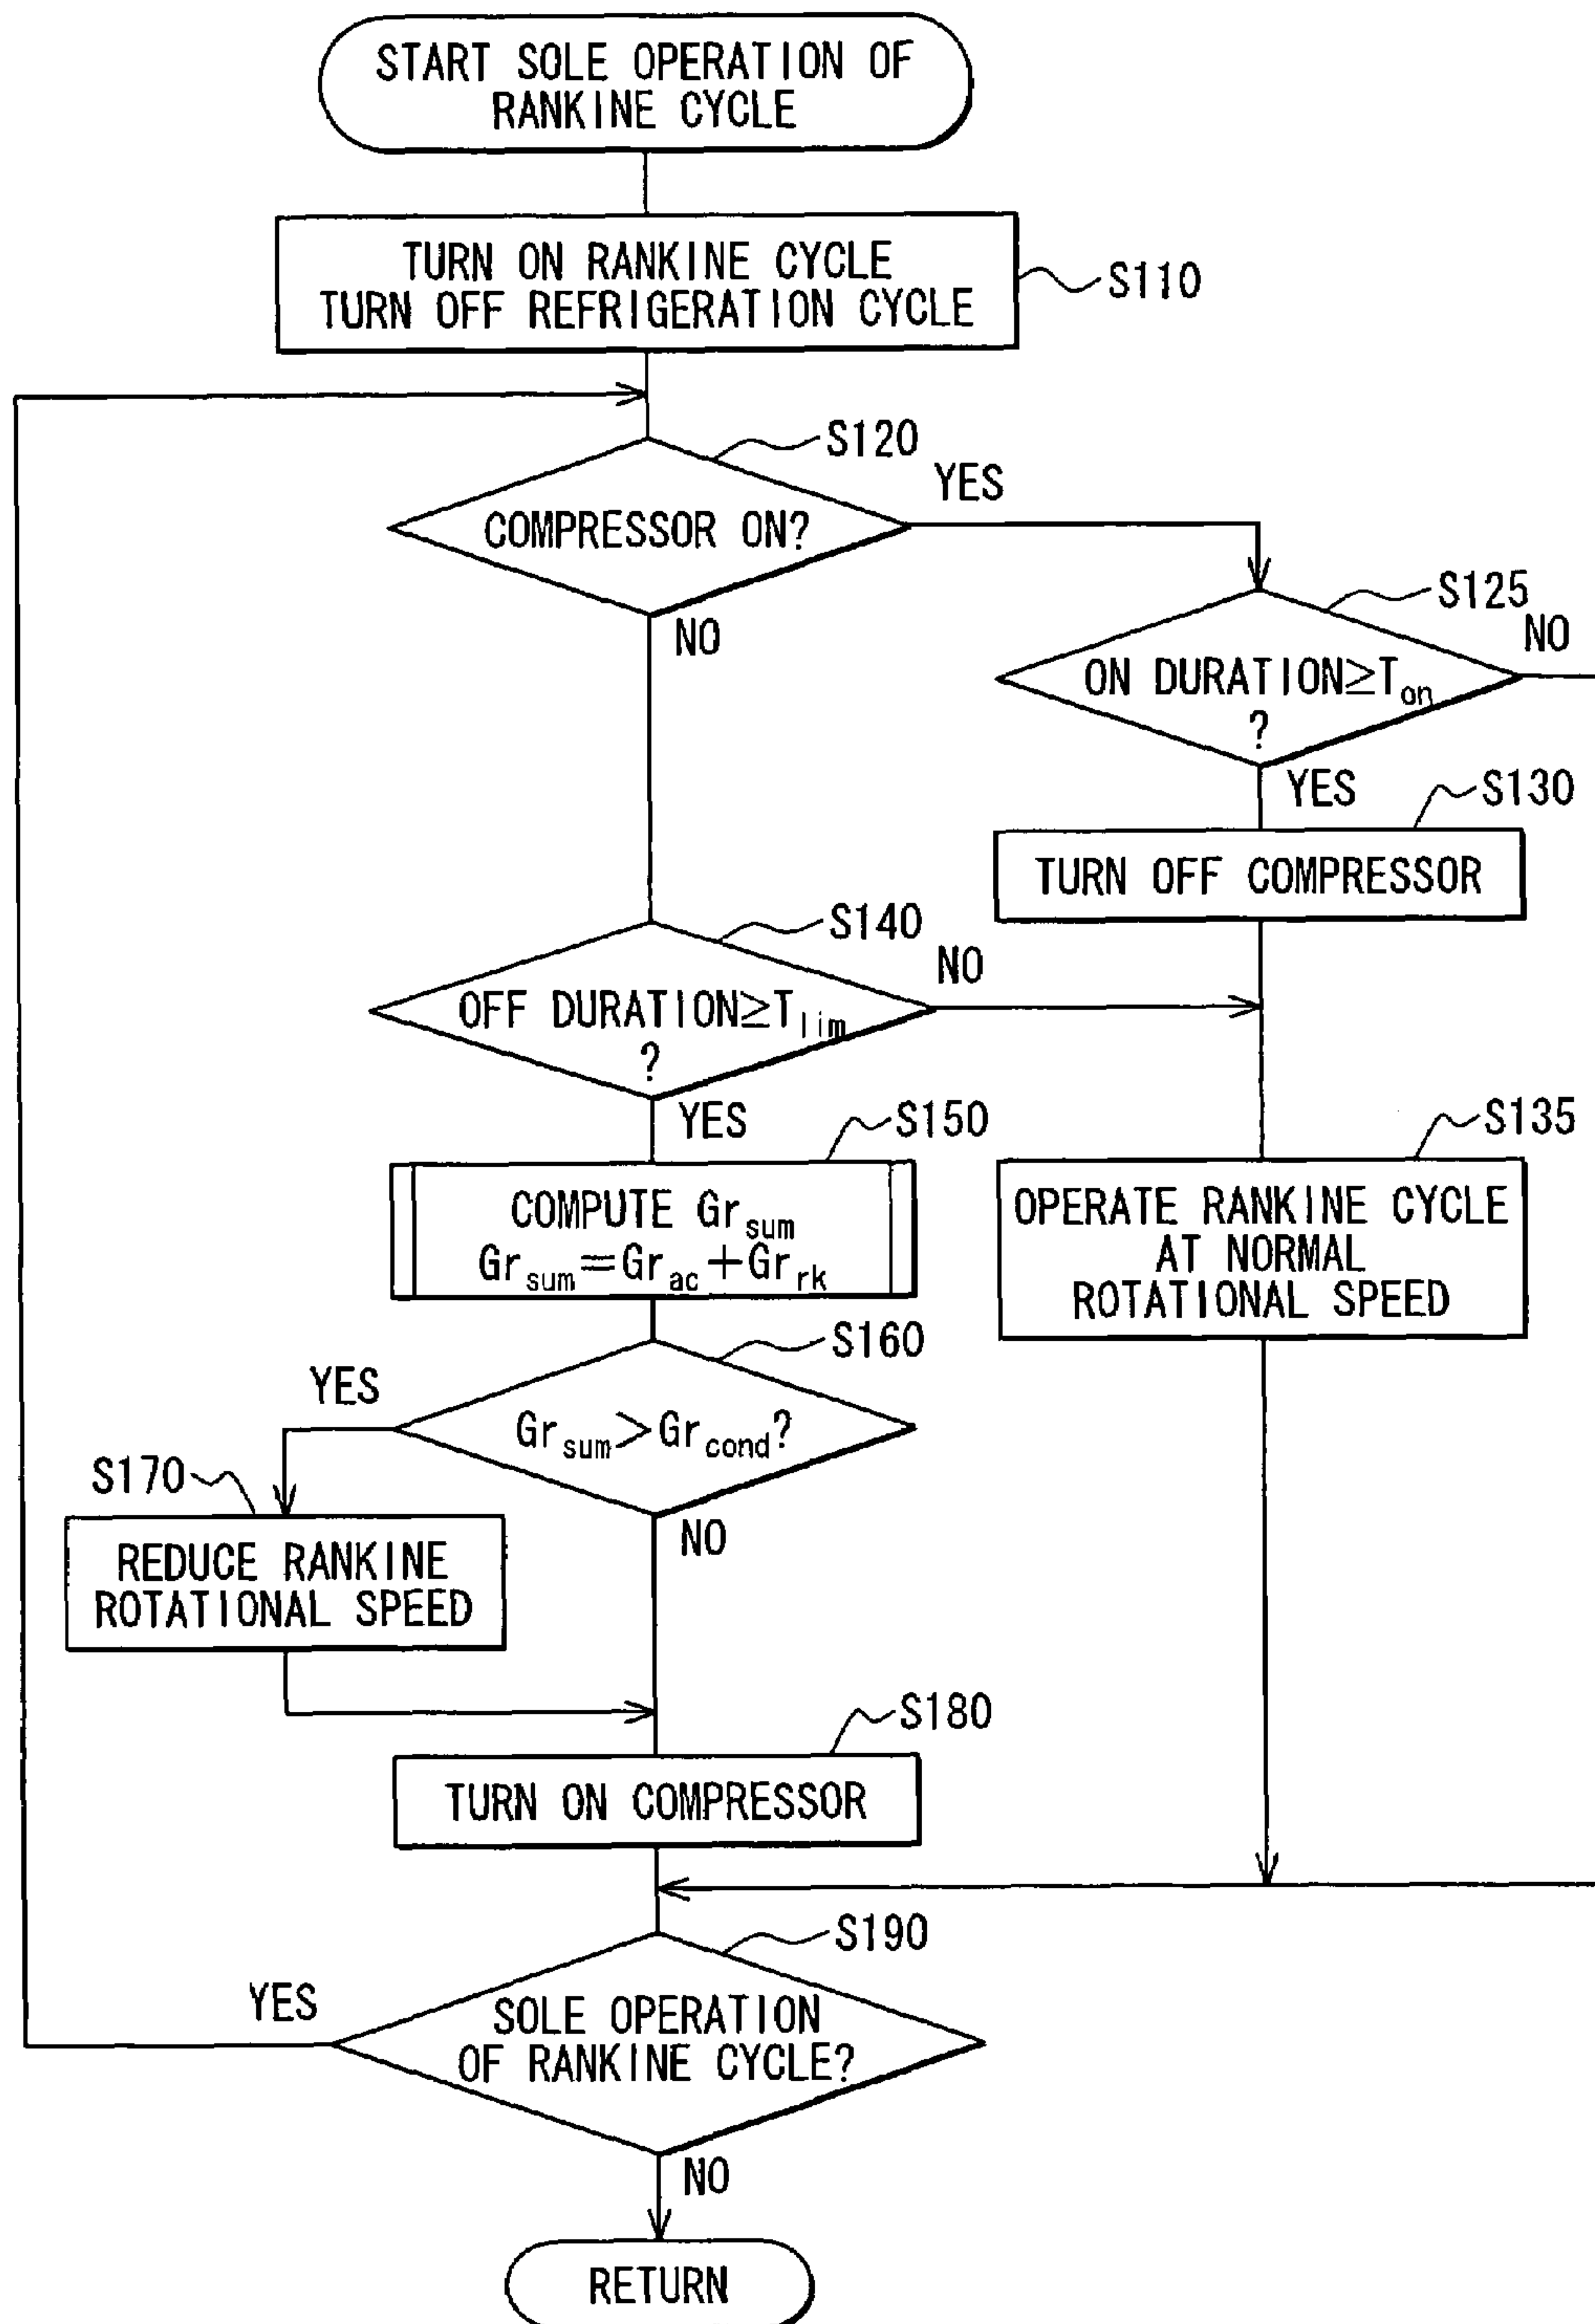 START SOLE OPERATION OF
RANKINE CYCLE
TURN ON RANKINE CYCLE
TURN OFF REFRIGERATION CYCLE
S110
S120
COMPRESSOR ON?
YES
NO
S125
ON DURATION≥Ton
?
NO
YES
S130
TURN OFF COMPRESSOR
S140
OFF DURATION≥Tlim
?
NO
YES
S150
COMPUTE Grsum
Grsum=Grac+Grrk
S135
OPERATE RANKINE CYCLE
AT NORMAL
ROTATIONAL SPEED
S160
Grsum>Grcond?
YES
NO
S170
REDUCE RANKINE
ROTATIONAL SPEED
S180
TURN ON COMPRESSOR
S190
SOLE OPERATION
OF RANKINE CYCLE?
YES
NO
RETURN